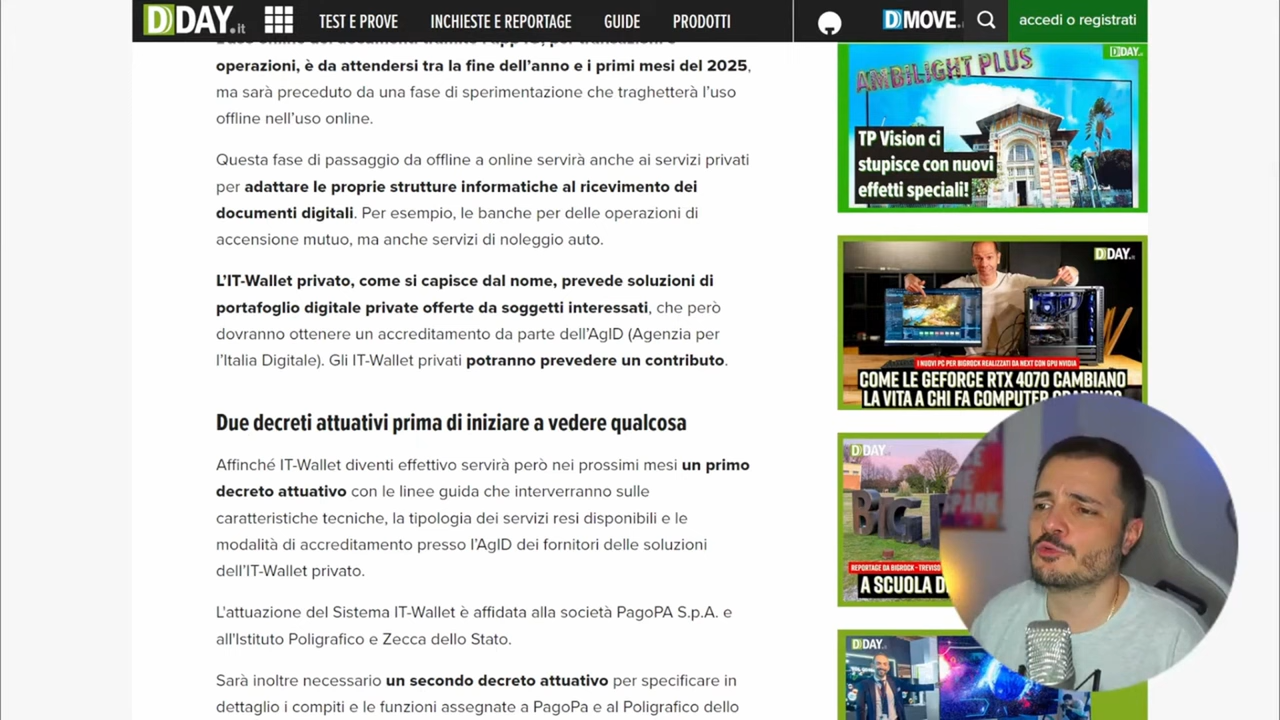 DDAY.it
TEST E PROVE
INCHIESTE E REPORTAGE
GUIDE
PRODOTTI
DMOVE.
accedi o registrati
operazioni, è da attendersi tra la fine dell'anno e i primi mesi del 2025,
ma sarà preceduto da una fase di sperimentazione che traghetterà l'uso
offline nell'uso online.
Questa fase di passaggio da offline a online servirà anche ai servizi privati
per adattare le proprie strutture informatiche al ricevimento dei
documenti digitali. Per esempio, le banche per delle operazioni di
accensione mutuo, ma anche servizi di noleggio auto.
L'IT-Wallet privato, come si capisce dal nome, prevede soluzioni di
portafoglio digitale private offerte da soggetti interessati, che però
dovranno ottenere un accreditamento da parte dell'AgID (Agenzia per
l'Italia Digitale). Gli IT-Wallet privati potranno prevedere un contributo.
Due decreti attuativi prima di iniziare a vedere qualcosa
Affinché IT-Wallet diventi effettivo servirà però nei prossimi mesi un primo
decreto attuativo con le linee guida che interverranno sulle
caratteristiche tecniche, la tipologia dei servizi resi disponibili e le
modalità di accreditamento presso l'AgID dei fornitori delle soluzioni
dell'IT-Wallet privato.
L'attuazione del Sistema IT-Wallet è affidata alla società PagoPA S.p.A. e
all'Istituto Poligrafico e Zecca dello Stato.
Sarà inoltre necessario un secondo decreto attuativo per specificare in
dettaglio i compiti e le funzioni assegnate a PagoPa e al Poligrafico dello
DDAY.it
AMBILIGHT PLUS
TP Vision ci
stupisce con nuovi
effetti speciali!
DDAY.it
I NUOVI PC PER BIGROCK REALIZZATI DA NEXT CON GPU NVIDIA
COME LE GEFORCE RTX 4070 CAMBIANO
LA VITA A CHI FA COMPUTER
DDAY.it
BIG
REPORTAGE DA BIGROCK - TREVISO
A SCUOLA D
DDAY.it